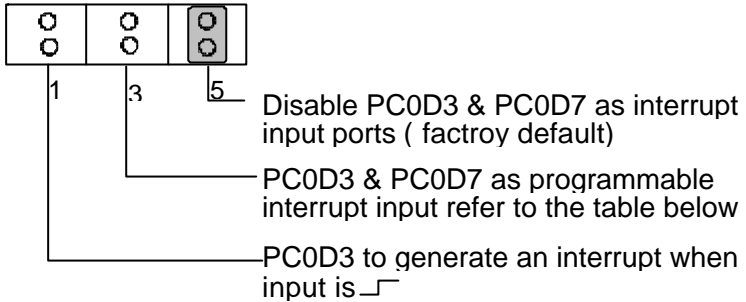 1 3 5
Disable PC0D3 & PC0D7 as interrupt
input ports ( factroy default)
PC0D3 & PC0D7 as programmable
interrupt input refer to the table below
PC0D3 to generate an interrupt when
input is